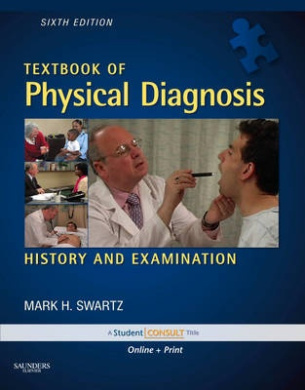 SIXTH EDITION
TEXTBOOK OF
Physical Diagnosis
HISTORY AND EXAMINATION
MARK H. SWARTZ
A Student CONSULT Title
Online + Print
SAUNDERS
ELSEVIER